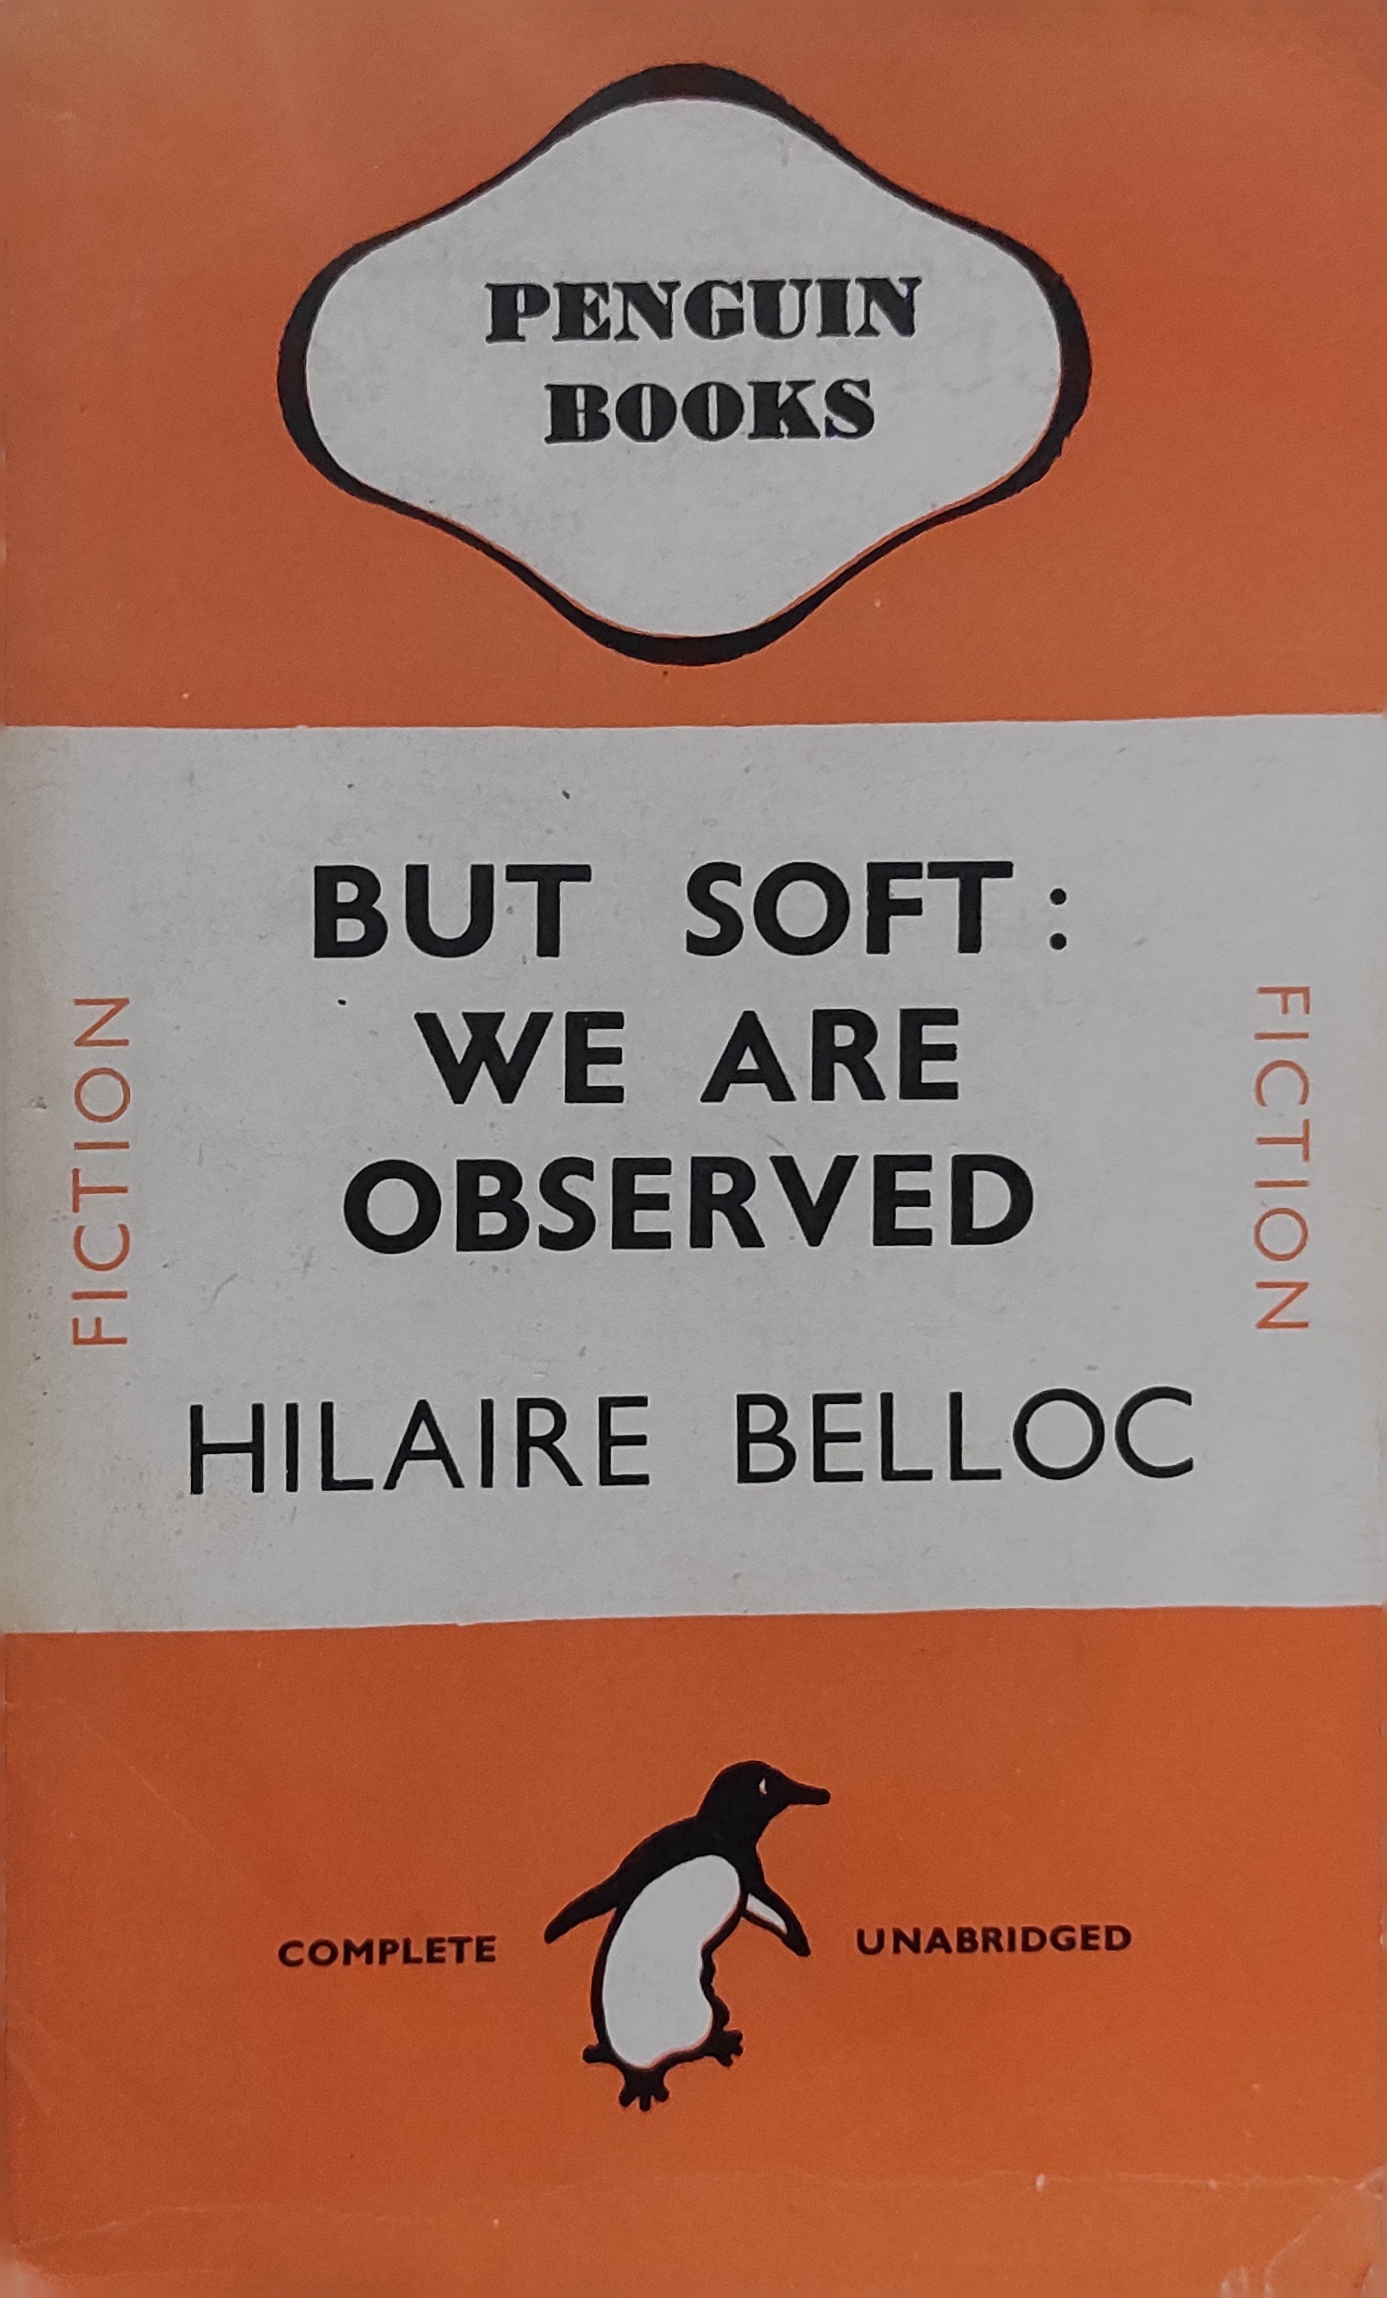 PENGUIN
BOOKS
BUT SOFT :
WE ARE
OBSERVED
FICTION
FICTION
HILAIRE BELLOC
COMPLETE
UNABRIDGED